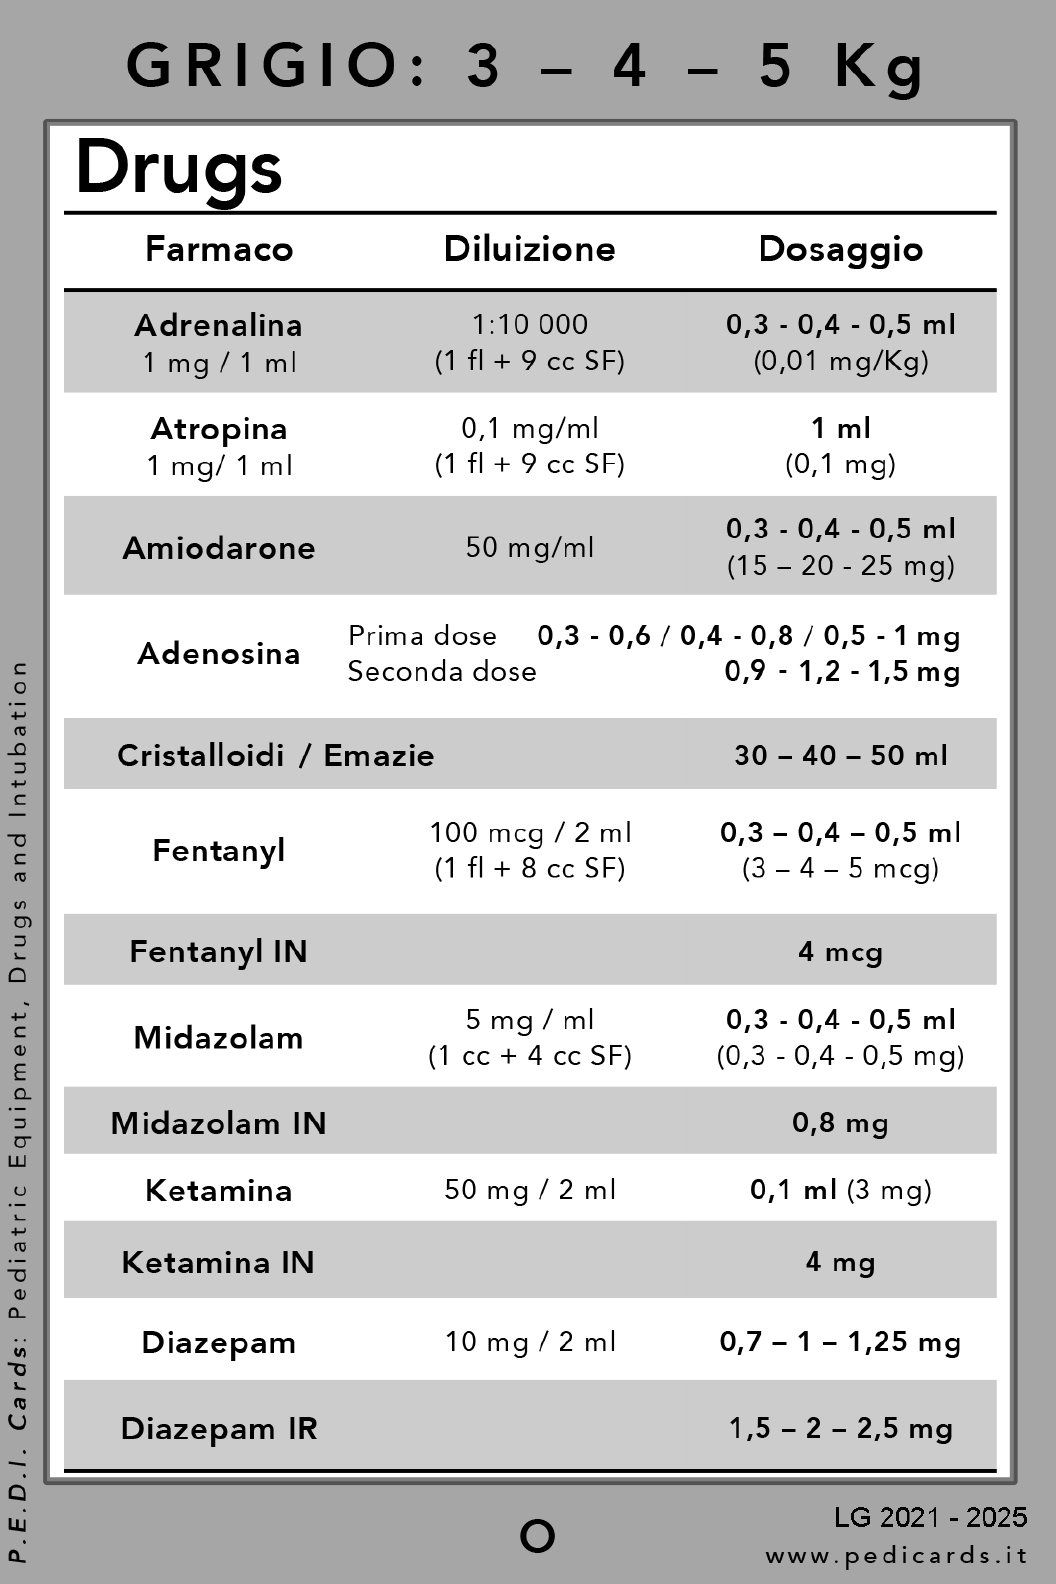 GRIGIO: 3 – 4 – 5 Kg
Drugs
Farmaco Diluizione Dosaggio
Adrenalina 1:10 000 0,3 - 0,4 - 0,5 ml
1 mg / 1 ml (1 fl + 9 cc SF) (0,01 mg/Kg)
Atropina 0,1 mg/ml 1 ml
1 mg/ 1 ml (1 fl + 9 cc SF) (0,1 mg)
Amiodarone 50 mg/ml 0,3 - 0,4 - 0,5 ml
(15 – 20 - 25 mg)
Adenosina Prima dose 0,3 - 0,6 / 0,4 - 0,8 / 0,5 - 1 mg
Seconda dose 0,9 - 1,2 - 1,5 mg
Cristalloidi / Emazie 30 – 40 – 50 ml
Fentanyl 100 mcg / 2 ml 0,3 – 0,4 – 0,5 ml
(1 fl + 8 cc SF) (3 – 4 – 5 mcg)
Fentanyl IN 4 mcg
Midazolam 5 mg / ml 0,3 - 0,4 - 0,5 ml
(1 cc + 4 cc SF) (0,3 - 0,4 - 0,5 mg)
Midazolam IN 0,8 mg
Ketamina 50 mg / 2 ml 0,1 ml (3 mg)
Ketamina IN 4 mg
Diazepam 10 mg / 2 ml 0,7 – 1 – 1,25 mg
Diazepam IR 1,5 – 2 – 2,5 mg
P.E.D.I. Cards: Pediatric Equipment, Drugs and Intubation
LG 2021 - 2025
www.pedicards.it